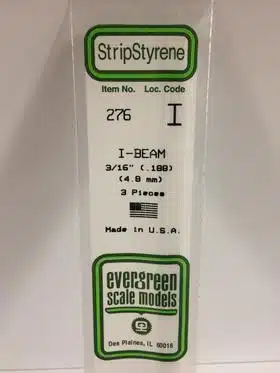 StripStyrene
Item No. Loc. Code
276 I
I-BEAM
3/16" (.188)
(4.8 mm)
3 Pieces
Made in U.S.A.
evergreen
scale models
Des Plaines, IL 60018